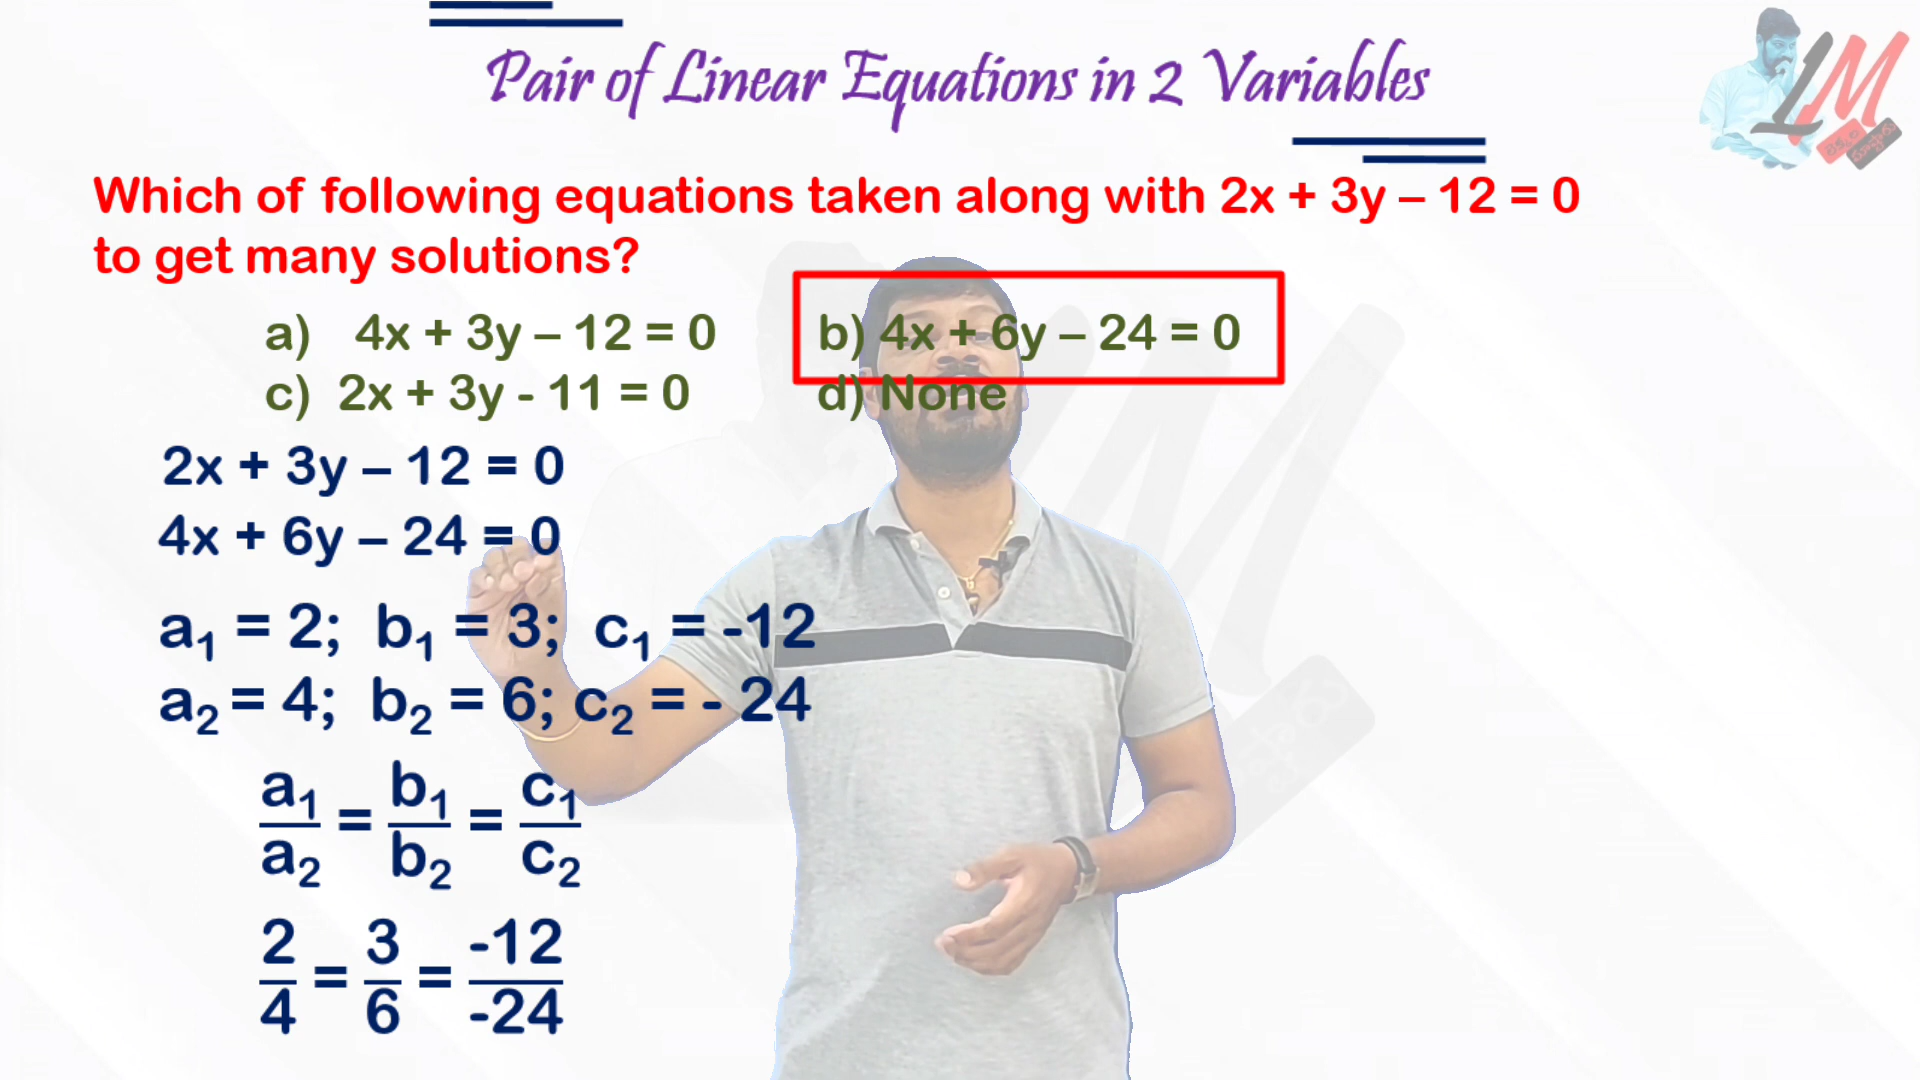 Pair of Linear Equations in 2 Variables
LM
Which of following equations taken along with 2x + 3y – 12 = 0
to get many solutions?
a) 4x + 3y – 12 = 0 b) 4x + 6y – 24 = 0
c) 2x + 3y - 11 = 0 d) None
2x + 3y – 12 = 0
4x + 6y – 24 = 0
a₁ = 2; b₁ = 3; c₁ = -12
a₂ = 4; b₂ = 6; c₂ = - 24
a₁/a₂ = b₁/b₂ = c₁/c₂
2/4 = 3/6 = -12/-24